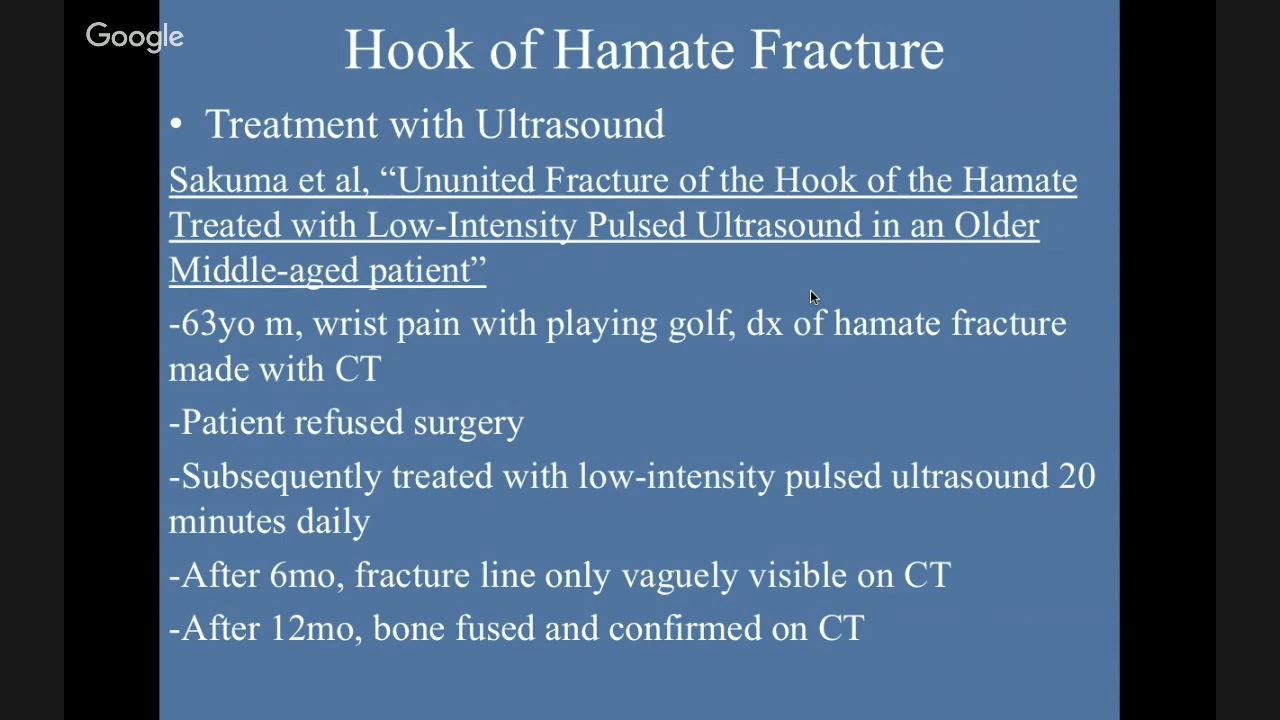 Google
Hook of Hamate Fracture
• Treatment with Ultrasound
Sakuma et al, “Ununited Fracture of the Hook of the Hamate
Treated with Low-Intensity Pulsed Ultrasound in an Older
Middle-aged patient”
-63yo m, wrist pain with playing golf, dx of hamate fracture
made with CT
-Patient refused surgery
-Subsequently treated with low-intensity pulsed ultrasound 20
minutes daily
-After 6mo, fracture line only vaguely visible on CT
-After 12mo, bone fused and confirmed on CT